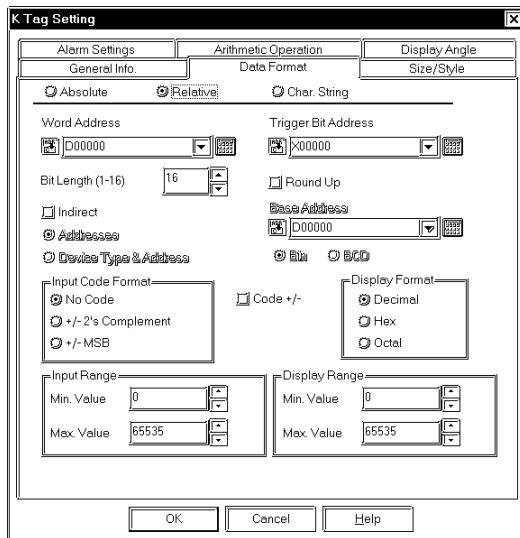 K Tag Setting
Alarm Settings Arithmetic Operation Display Angle
General Info. Data Format Size/Style
Absolute Relative Char. String
Word Address Trigger Bit Address
D00000 X00000
Bit Length (1-16) 16 Round Up
Indirect Base Address
Addresses D00000
Device Type & Address Bin BCD
Input Code Format Display Format
No Code Code +/- Decimal
+/- 2's Complement Hex
+/- MSB Octal
Input Range Display Range
Min. Value 0 Min. Value 0
Max. Value 65535 Max. Value 65535
OK Cancel Help